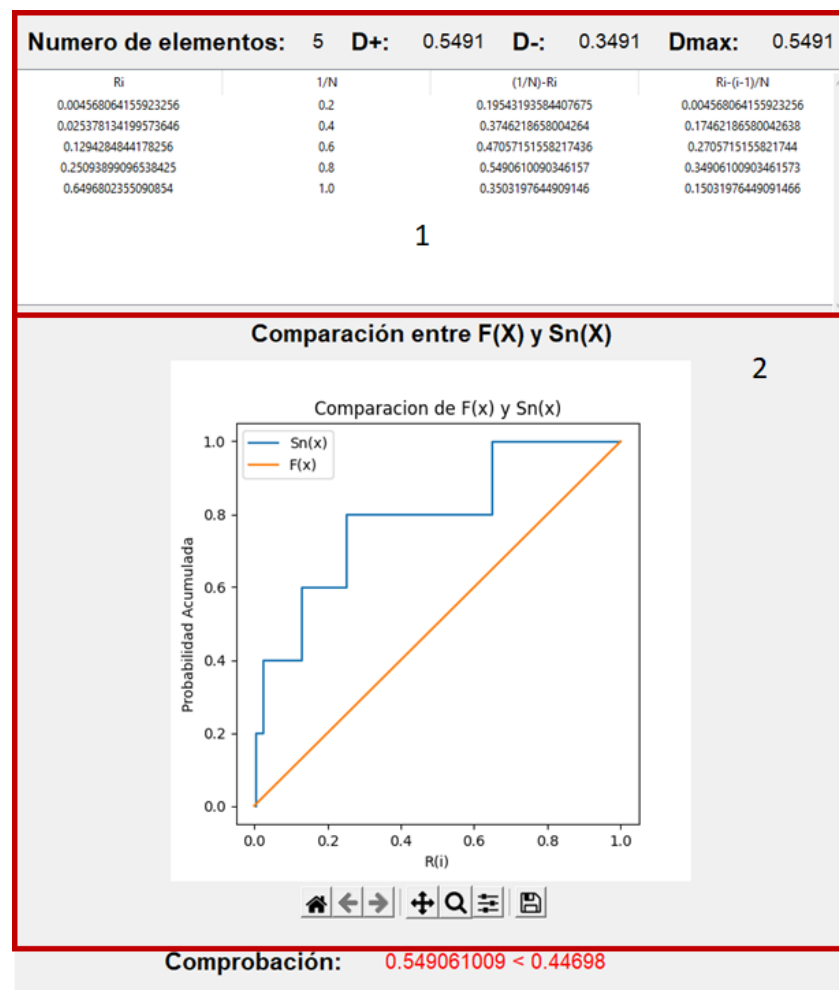 Numero de elementos: 5 D+: 0.5491 D-: 0.3491 Dmax: 0.5491
Ri 1/N (1/N)-Ri Ri-(i-1)/N
0.004568064155923256 0.2 0.19543193584407675 0.004568064155923256
0.025378134199573646 0.4 0.3746218658004264 0.17462186580042638
0.1294284844178256 0.6 0.47057151558217436 0.2705715155821744
0.25093899096538425 0.8 0.5490610090346157 0.34906100903461573
0.6496802355090854 1.0 0.3503197644909146 0.15031976449091466
1
Comparación entre F(X) y Sn(X)
2
Comparacion de F(x) y Sn(x)
Sn(x)
F(x)
1.0
0.8
0.6
0.4
0.2
0.0
Probabilidad Acumulada
0.0 0.2 0.4 0.6 0.8 1.0
R(i)
Comprobación: 0.549061009 < 0.44698